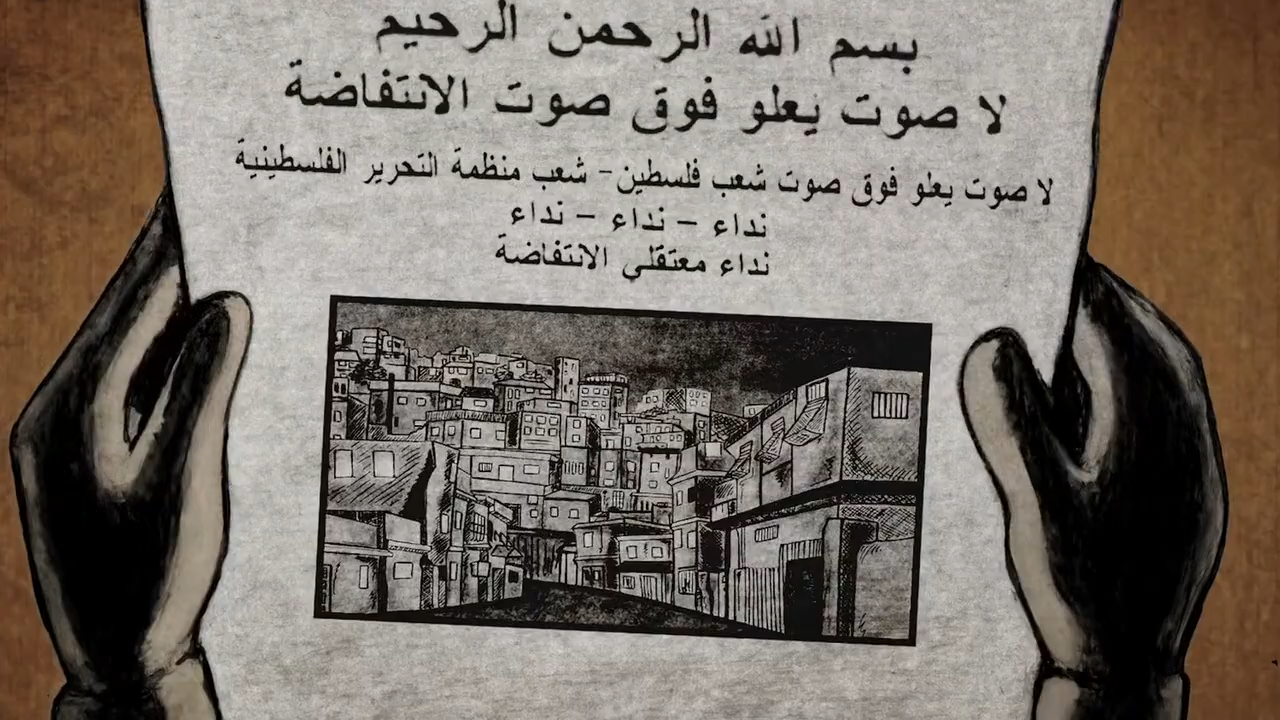 بسم الله الرحمن الرحيم
لا صوت يعلو فوق صوت الانتفاضة
لا صوت يعلو فوق صوت شعب فلسطين - شعب منظمة التحرير الفلسطينية
نداء – نداء – نداء
نداء معتقلي الانتفاضة